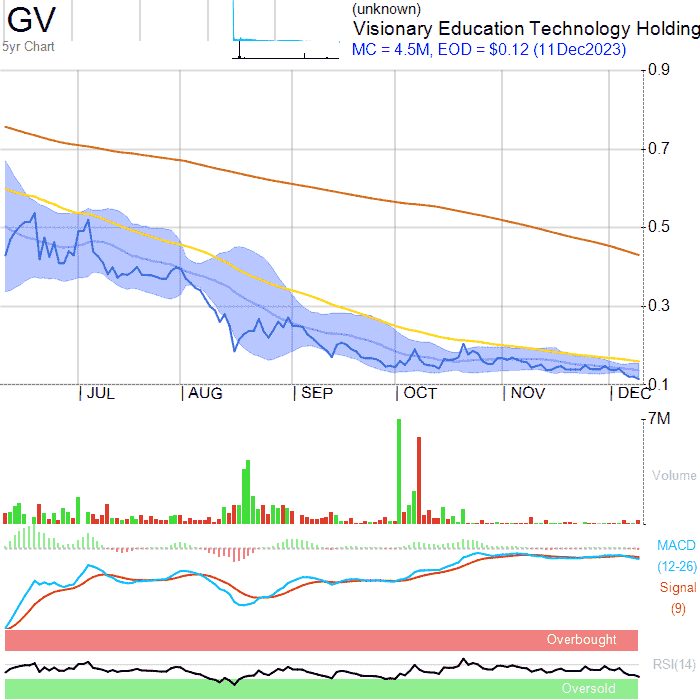 GV
5yr Chart
(unknown)
Visionary Education Technology Holding
MC = 4.5M, EOD = $0.12 (11Dec2023)
0.9
0.7
0.5
0.3
0.1
JUL
AUG
SEP
OCT
NOV
DEC
7M
Volume
MACD
(12-26)
Signal
(9)
Overbought
RSI(14)
Oversold